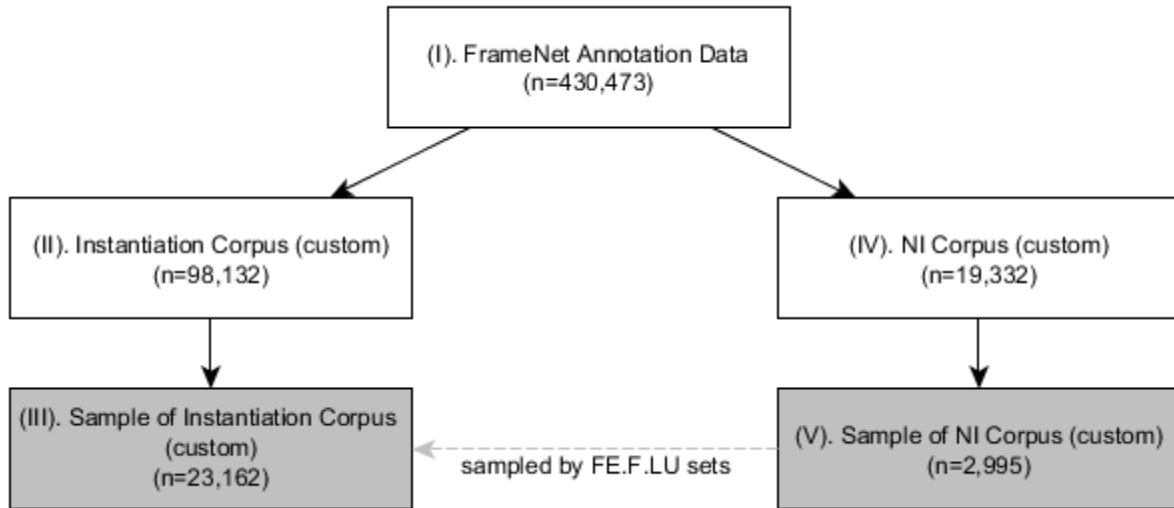 (I). FrameNet Annotation Data
(n=430,473)
(II). Instantiation Corpus (custom)
(n=98,132)
(IV). NI Corpus (custom)
(n=19,332)
(III). Sample of Instantiation Corpus
(custom)
(n=23,162)
sampled by FE.F.LU sets
(V). Sample of NI Corpus (custom)
(n=2,995)